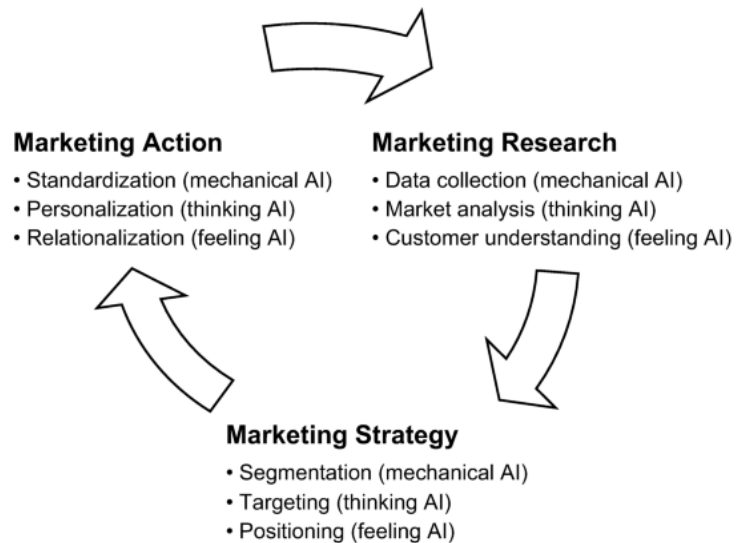 Marketing Action
• Standardization (mechanical AI)
• Personalization (thinking AI)
• Relationalization (feeling AI)
Marketing Research
• Data collection (mechanical AI)
• Market analysis (thinking AI)
• Customer understanding (feeling AI)
Marketing Strategy
• Segmentation (mechanical AI)
• Targeting (thinking AI)
• Positioning (feeling AI)